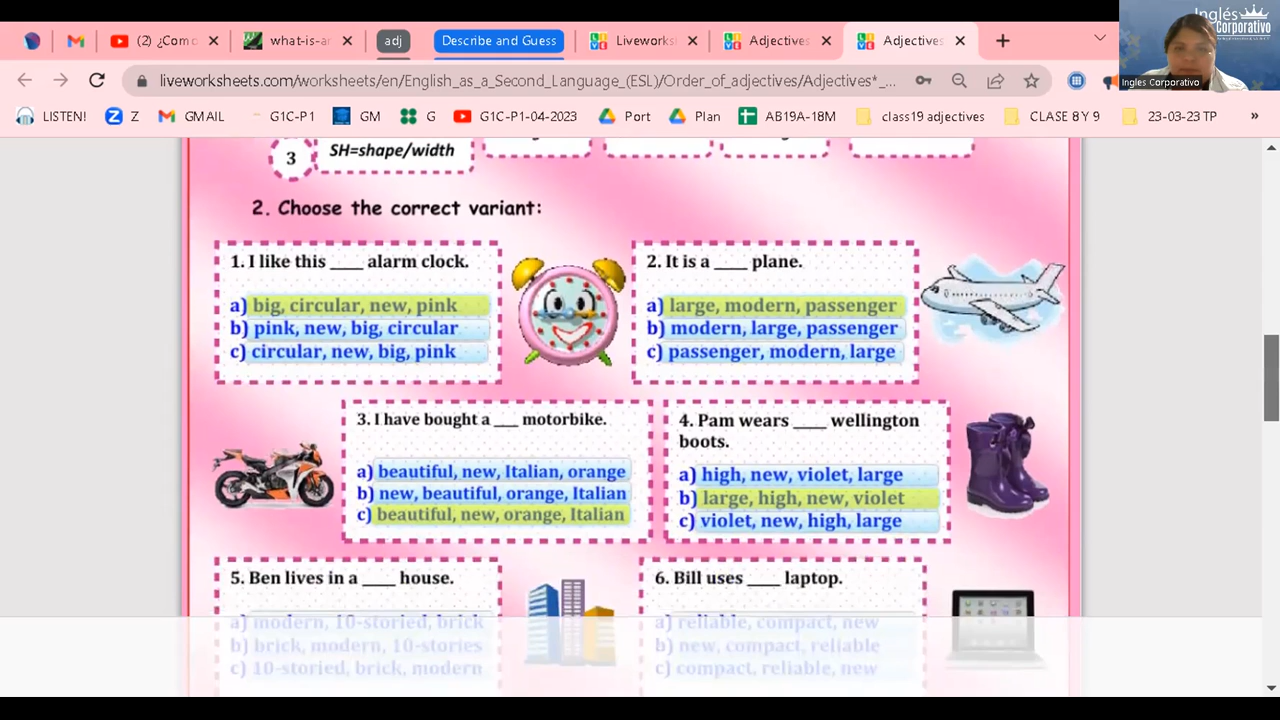 Inglés
Corporativo
Ingles Corporativo
(2) ¿Com
what-is-ar
adj
Describe and Guess
Livework
Adjectives
Adjectives
liveworksheets.com/worksheets/en/English_as_a_Second_Language_(ESL)/Order_of_adjectives/Adjectives*_...
LISTEN! Z GMAIL G1C-P1 GM G G1C-P1-04-2023 Port Plan AB19A-18M class19 adjectives CLASE 8 Y 9 23-03-23 TP »
3 SH=shape/width
2. Choose the correct variant:
1. I like this ____ alarm clock.
a) big, circular, new, pink
b) pink, new, big, circular
c) circular, new, big, pink
2. It is a ____ plane.
a) large, modern, passenger
b) modern, large, passenger
c) passenger, modern, large
3. I have bought a ___ motorbike.
a) beautiful, new, Italian, orange
b) new, beautiful, orange, Italian
c) beautiful, new, orange, Italian
4. Pam wears ____ wellington
boots.
a) high, new, violet, large
b) large, high, new, violet
c) violet, new, high, large
5. Ben lives in a ____ house.
a) modern, 10-storied, brick
b) brick, modern, 10-stories
c) 10-storied, brick, modern
6. Bill uses ____ laptop.
a) reliable, compact, new
b) new, compact, reliable
c) compact, reliable, new